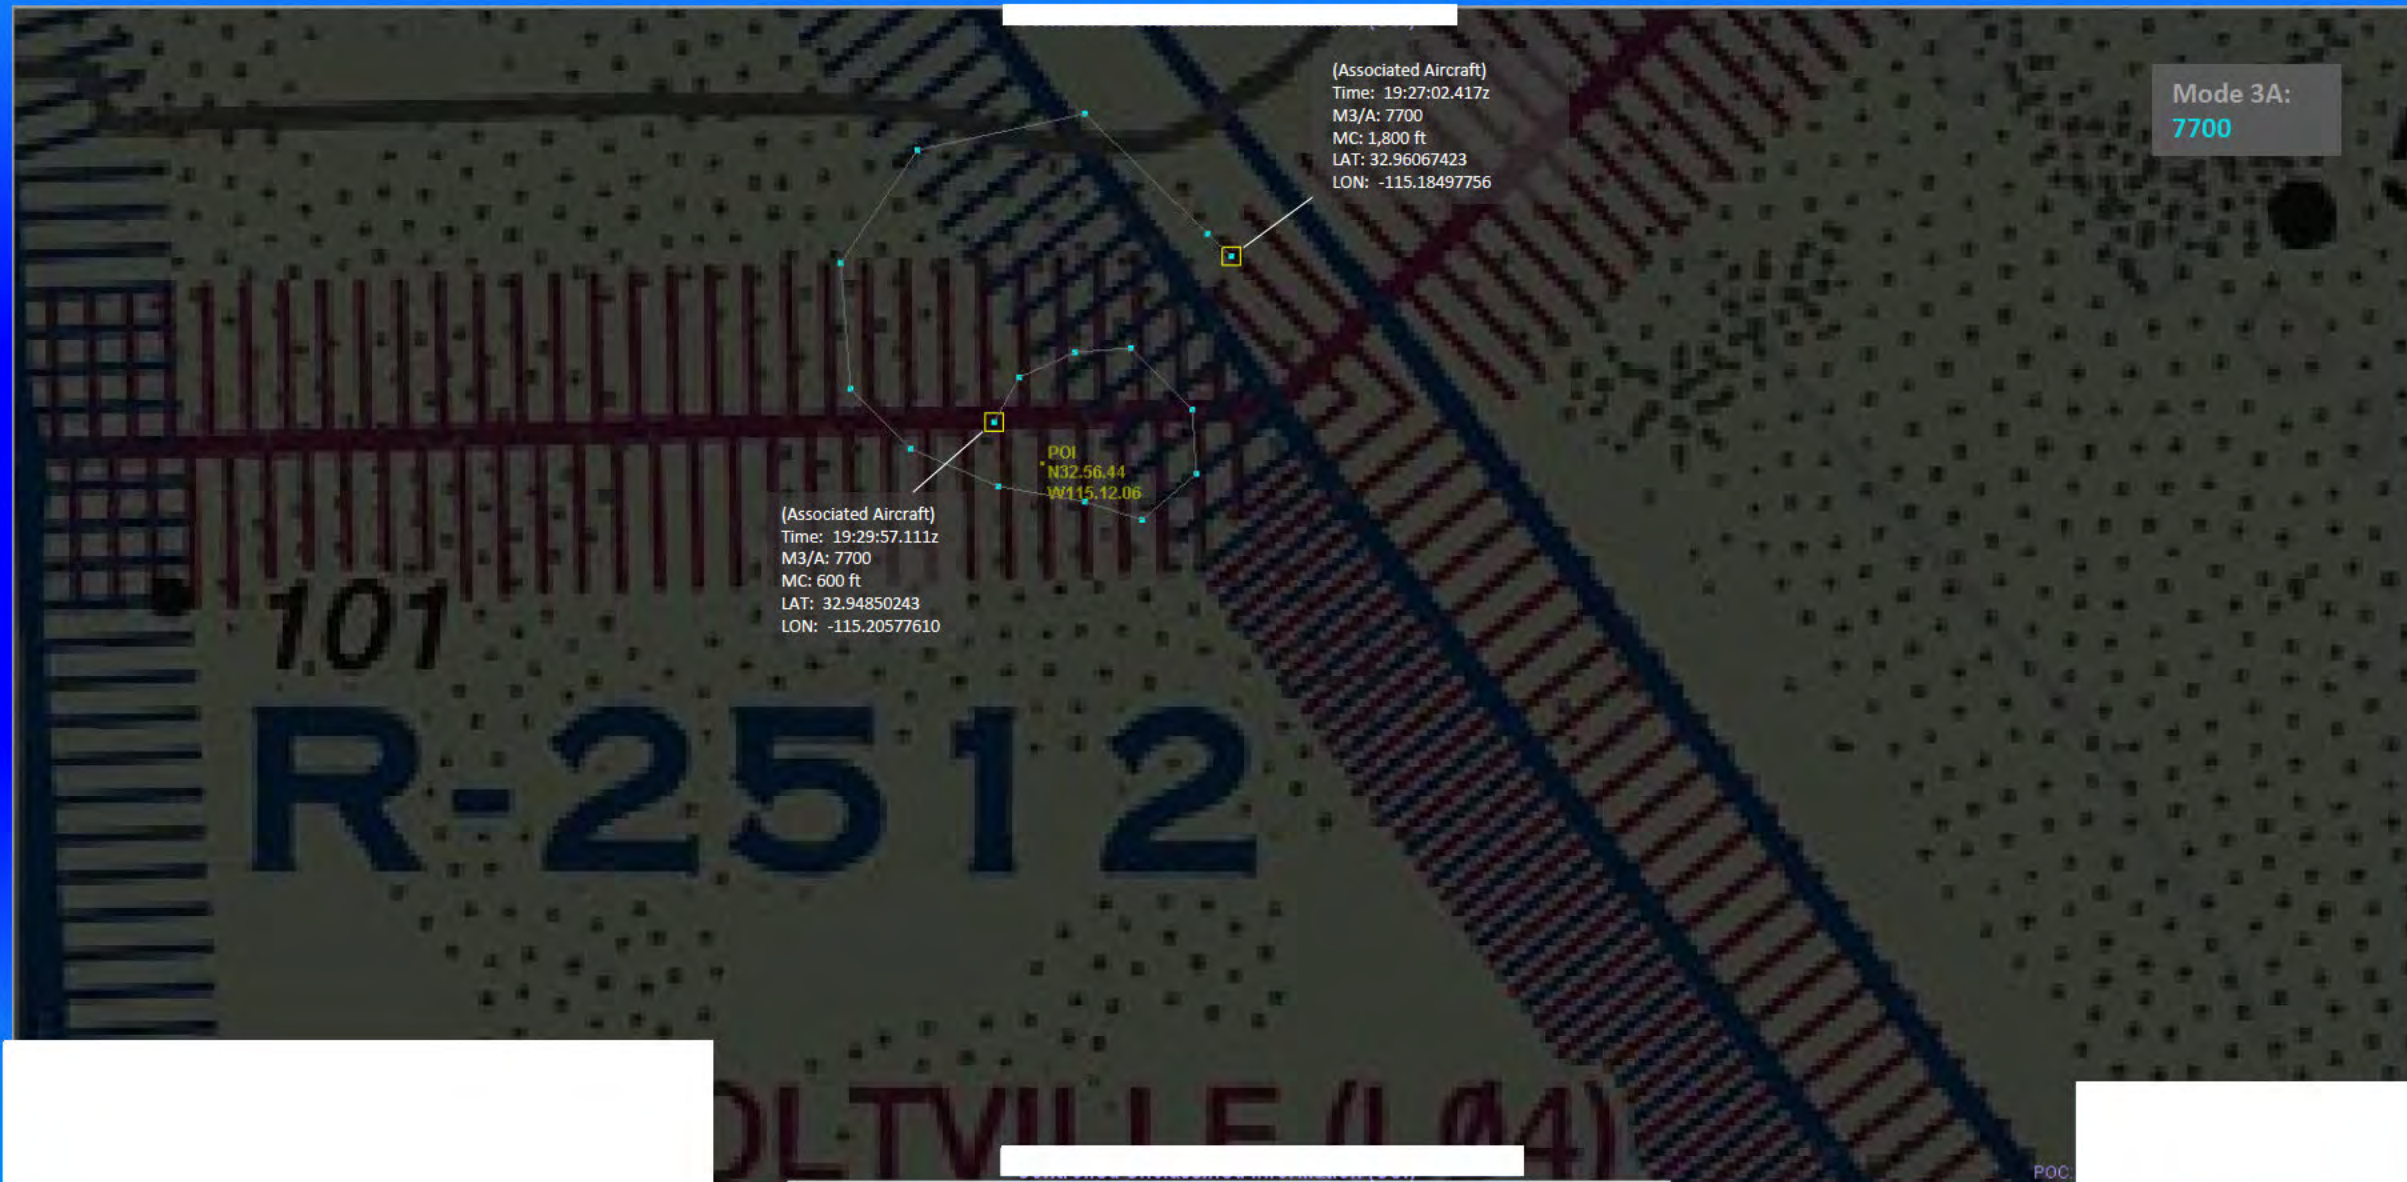 (Associated Aircraft)
Time: 19:27:02.417z
M3/A: 7700
MC: 1,800 ft
LAT: 32.96067423
LON: -115.18497756
Mode 3A:
7700
POI
N32.56.44
W115.12.06
(Associated Aircraft)
Time: 19:29:57.111z
M3/A: 7700
MC: 600 ft
LAT: 32.94850243
LON: -115.20577610
101
R-2512
OLTVILLE (LØ4)
POC: